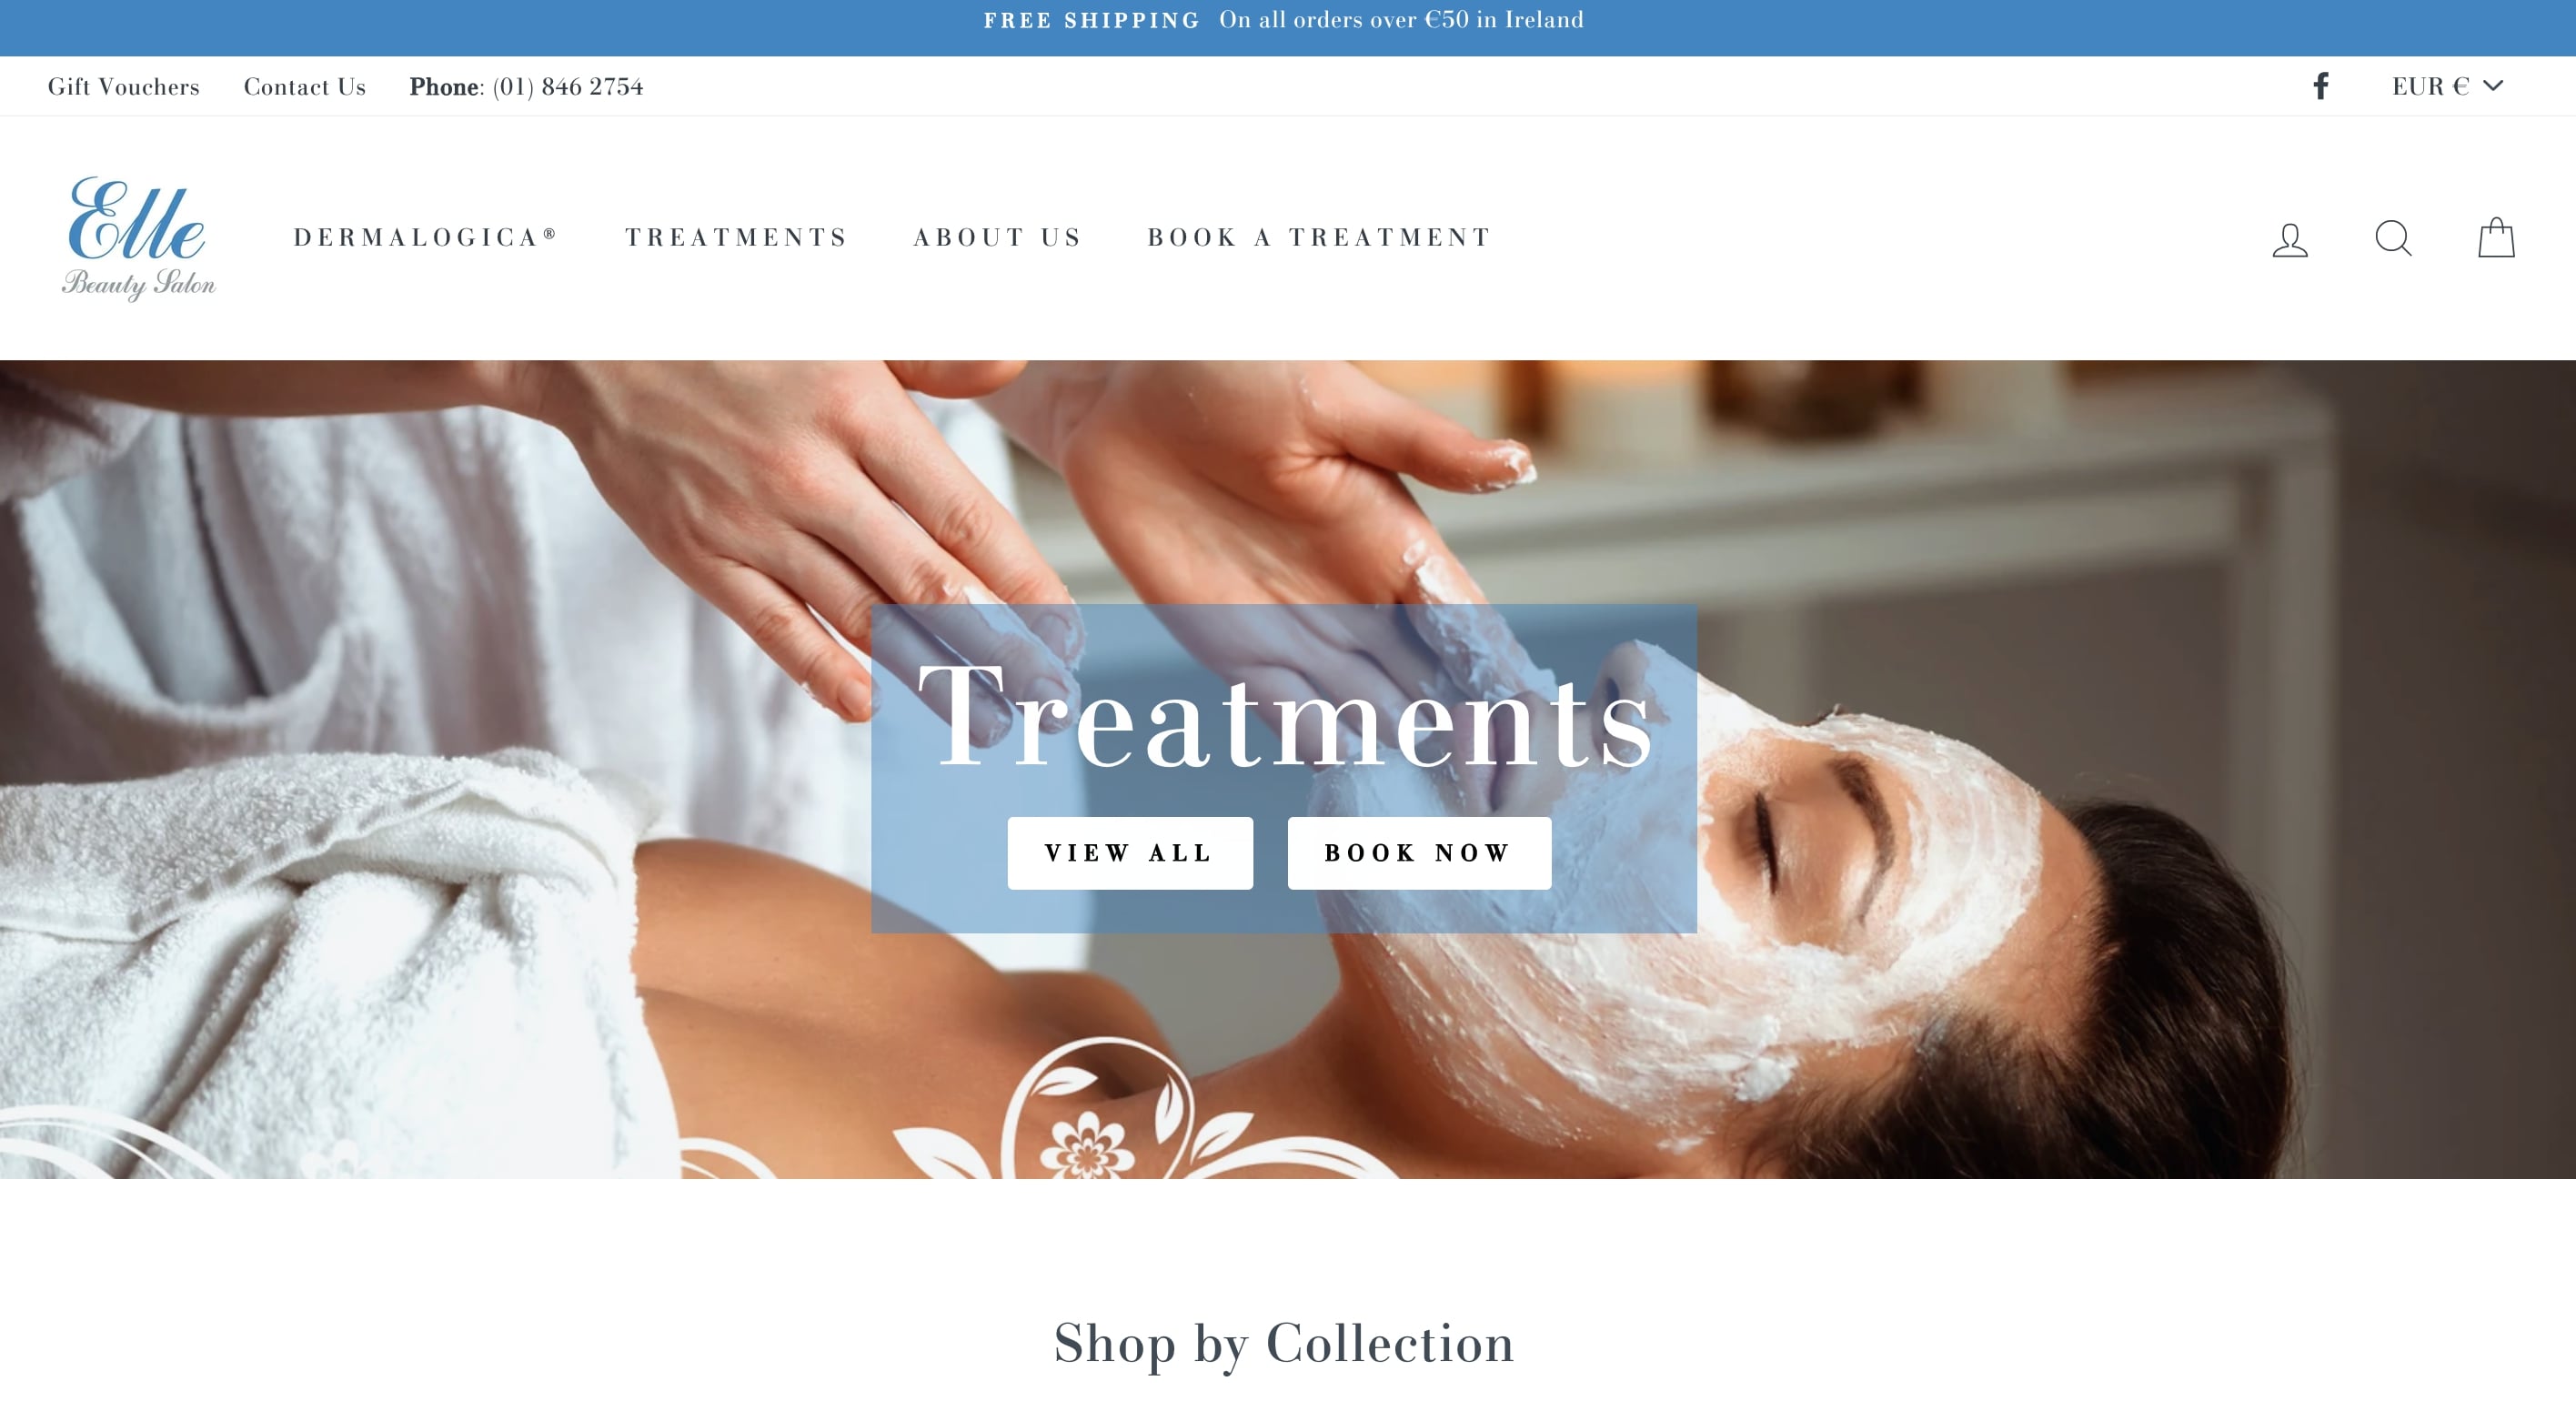 FREE SHIPPING On all orders over €50 in Ireland
Gift Vouchers Contact Us Phone: (01) 846 2754 EUR €
Elle
Beauty Salon
DERMALOGICA® TREATMENTS ABOUT US BOOK A TREATMENT
Treatments
VIEW ALL BOOK NOW
Shop by Collection